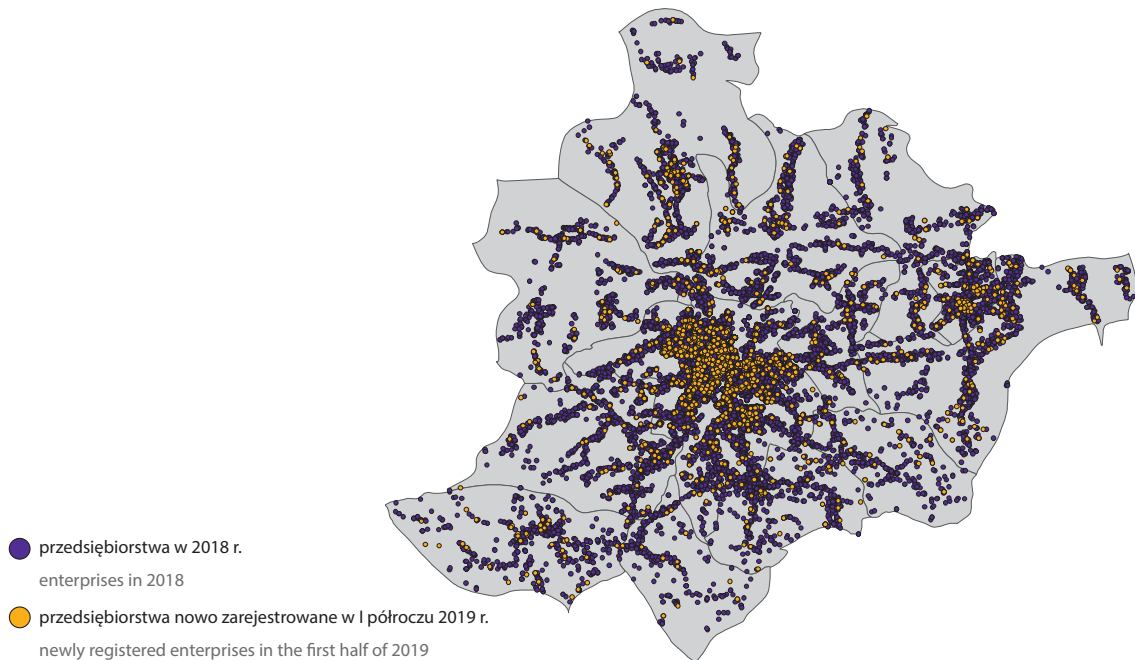 przedsiębiorstwa w 2018 r.
enterprises in 2018
przedsiębiorstwa nowo zarejestrowane w I półroczu 2019 r.
newly registered enterprises in the first half of 2019